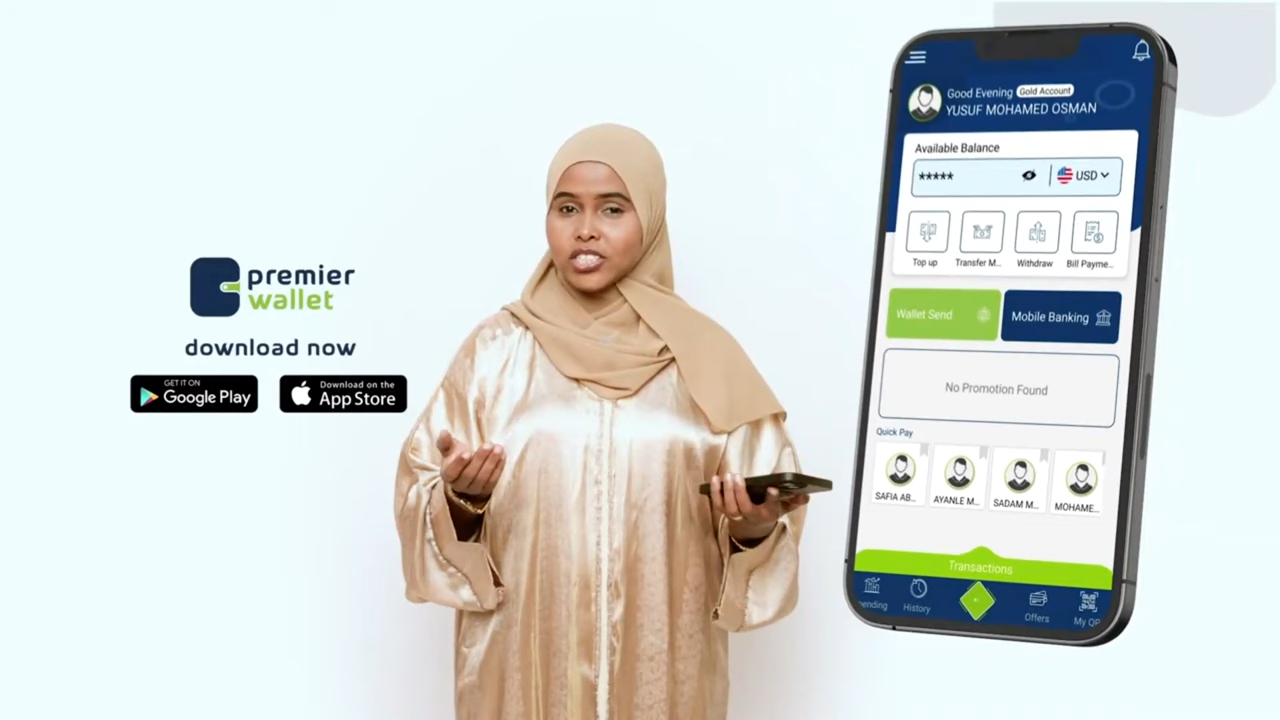 premier
wallet
download now
GET IT ON
Google Play
Download on the
App Store
Good Evening Gold Account
YUSUF MOHAMED OSMAN
Available Balance
***** USD
Top up Transfer M... Withdraw Bill Payme...
Wallet Send Mobile Banking
No Promotion Found
Quick Pay
SAFIA AB... AYANLE M... SADAM M... MOHAME...
Transactions
pending History Offers My QR